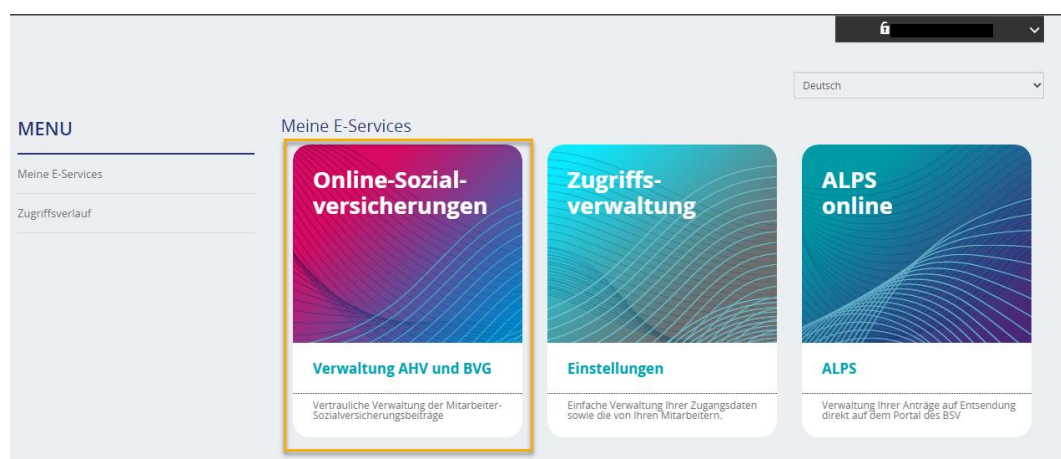 Deutsch
MENU
Meine E-Services
Zugriffsverlauf
Meine E-Services
Online-Sozial-
versicherungen
Verwaltung AHV und BVG
Vertrauliche Verwaltung der Mitarbeiter-
Sozialversicherungsbeiträge
Zugriffs-
verwaltung
Einstellungen
Einfache Verwaltung Ihrer Zugangsdaten
sowie die von Ihren Mitarbeitern.
ALPS
online
ALPS
Verwaltung Ihrer Anträge auf Entsendung
direkt auf dem Portal des BSV